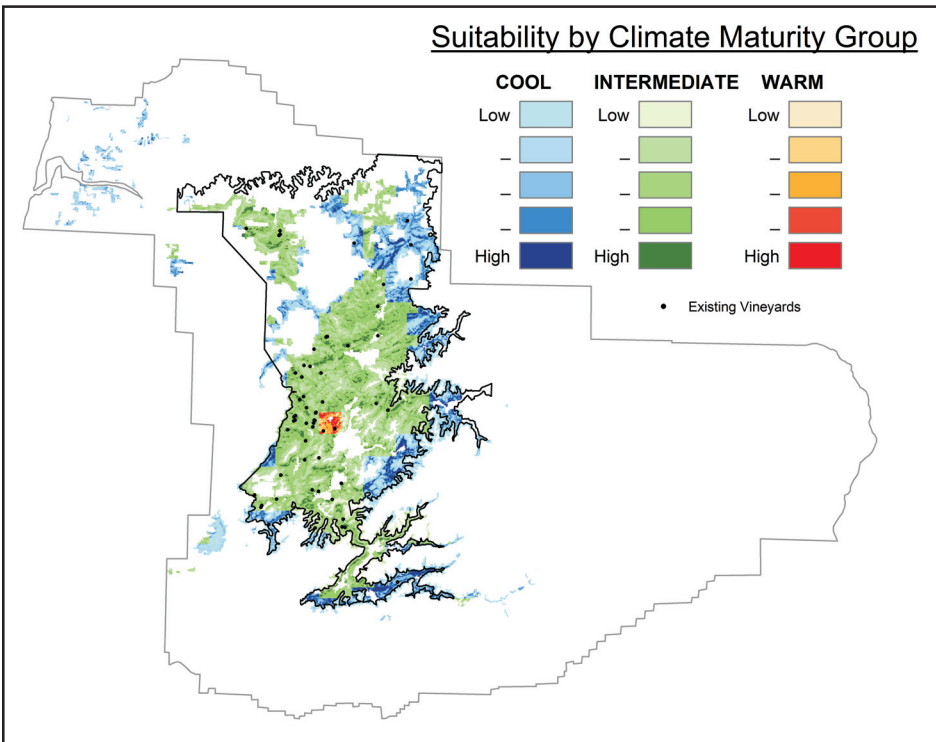 Suitability by Climate Maturity Group
COOL INTERMEDIATE WARM
Low Low Low
– – –
– – –
– – –
High High High
Existing Vineyards